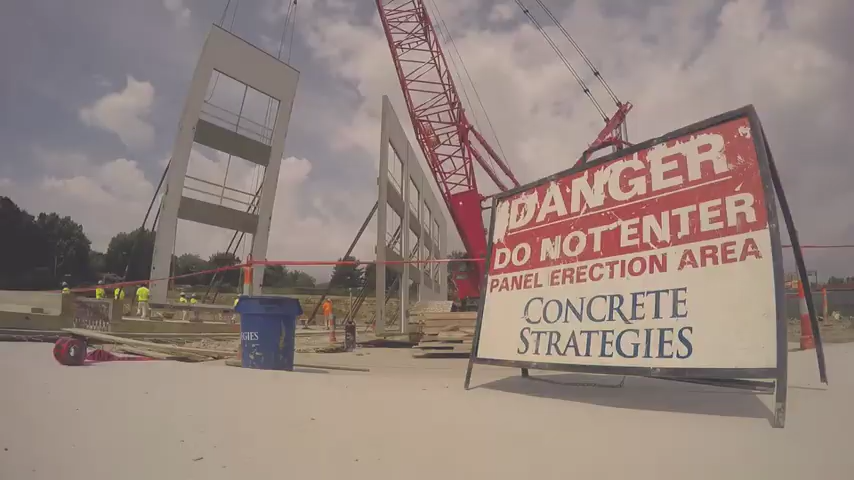 DANGER
DO NOT ENTER
PANEL ERECTION AREA
CONCRETE
STRATEGIES